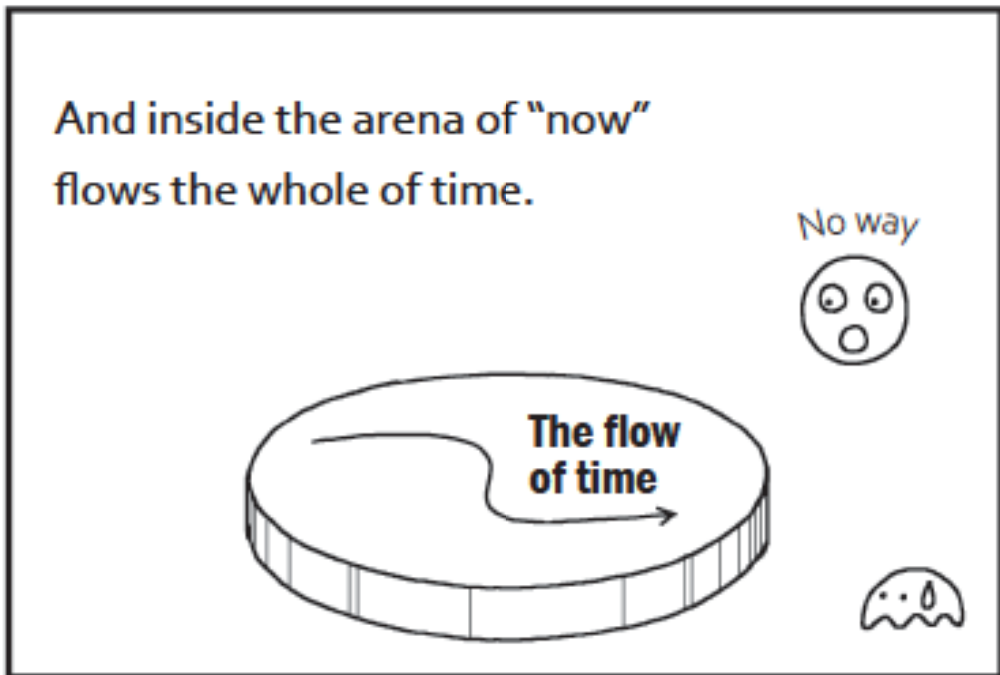 And inside the arena of “now”
flows the whole of time.
No way
The flow
of time